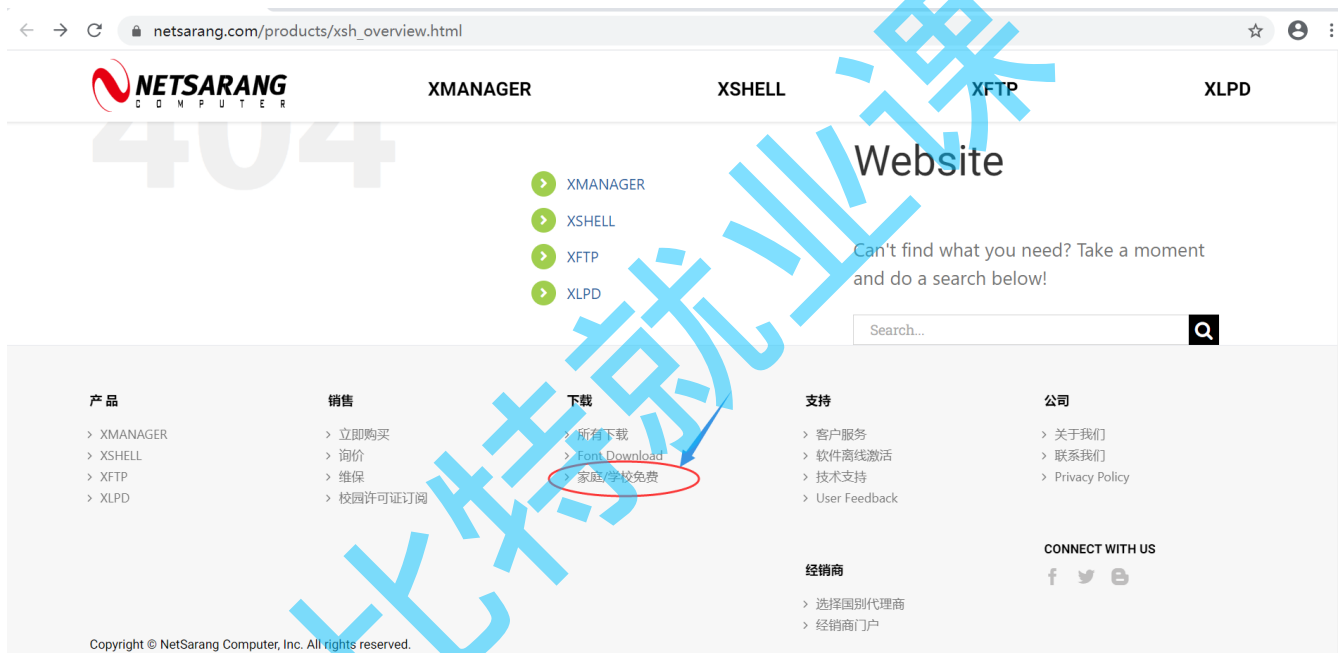 netsarang.com/products/xsh_overview.html
NETSARANG
COMPUTER
XMANAGER
XSHELL
XFTP
XLPD
404
XMANAGER
XSHELL
XFTP
XLPD
Website
Can't find what you need? Take a moment
and do a search below!
Search...
产品
XMANAGER
XSHELL
XFTP
XLPD
销售
立即购买
询价
维保
校园许可证订阅
下载
所有下载
Font Download
家庭/学校免费
支持
客户服务
软件离线激活
技术支持
User Feedback
经销商
选择国别代理商
经销商门户
公司
关于我们
联系我们
Privacy Policy
CONNECT WITH US
Copyright © NetSarang Computer, Inc. All rights reserved.
比特就业课